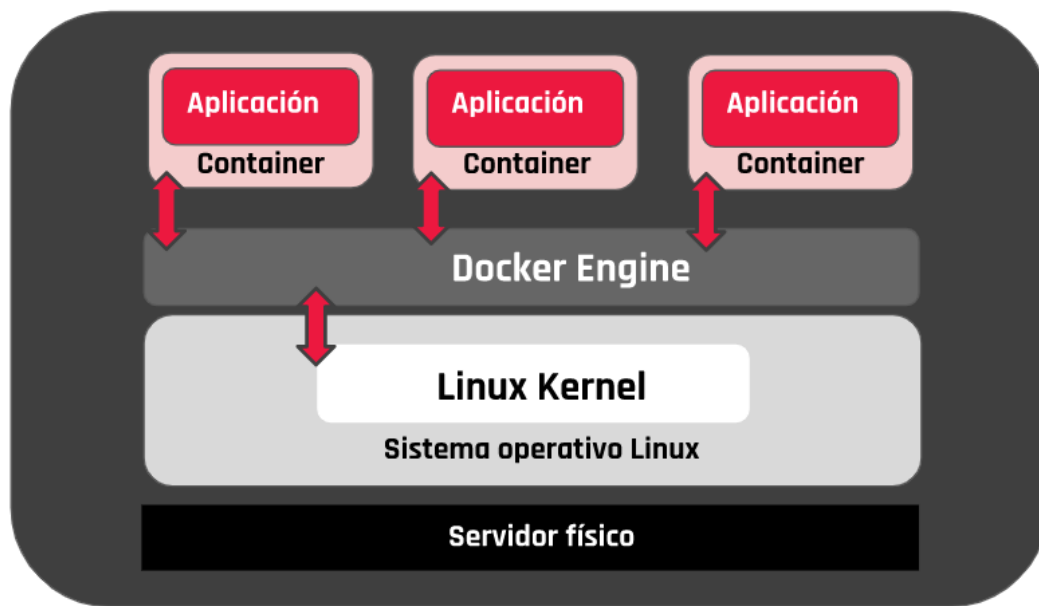 Aplicación
Container
Aplicación
Container
Aplicación
Container
Docker Engine
Linux Kernel
Sistema operativo Linux
Servidor físico